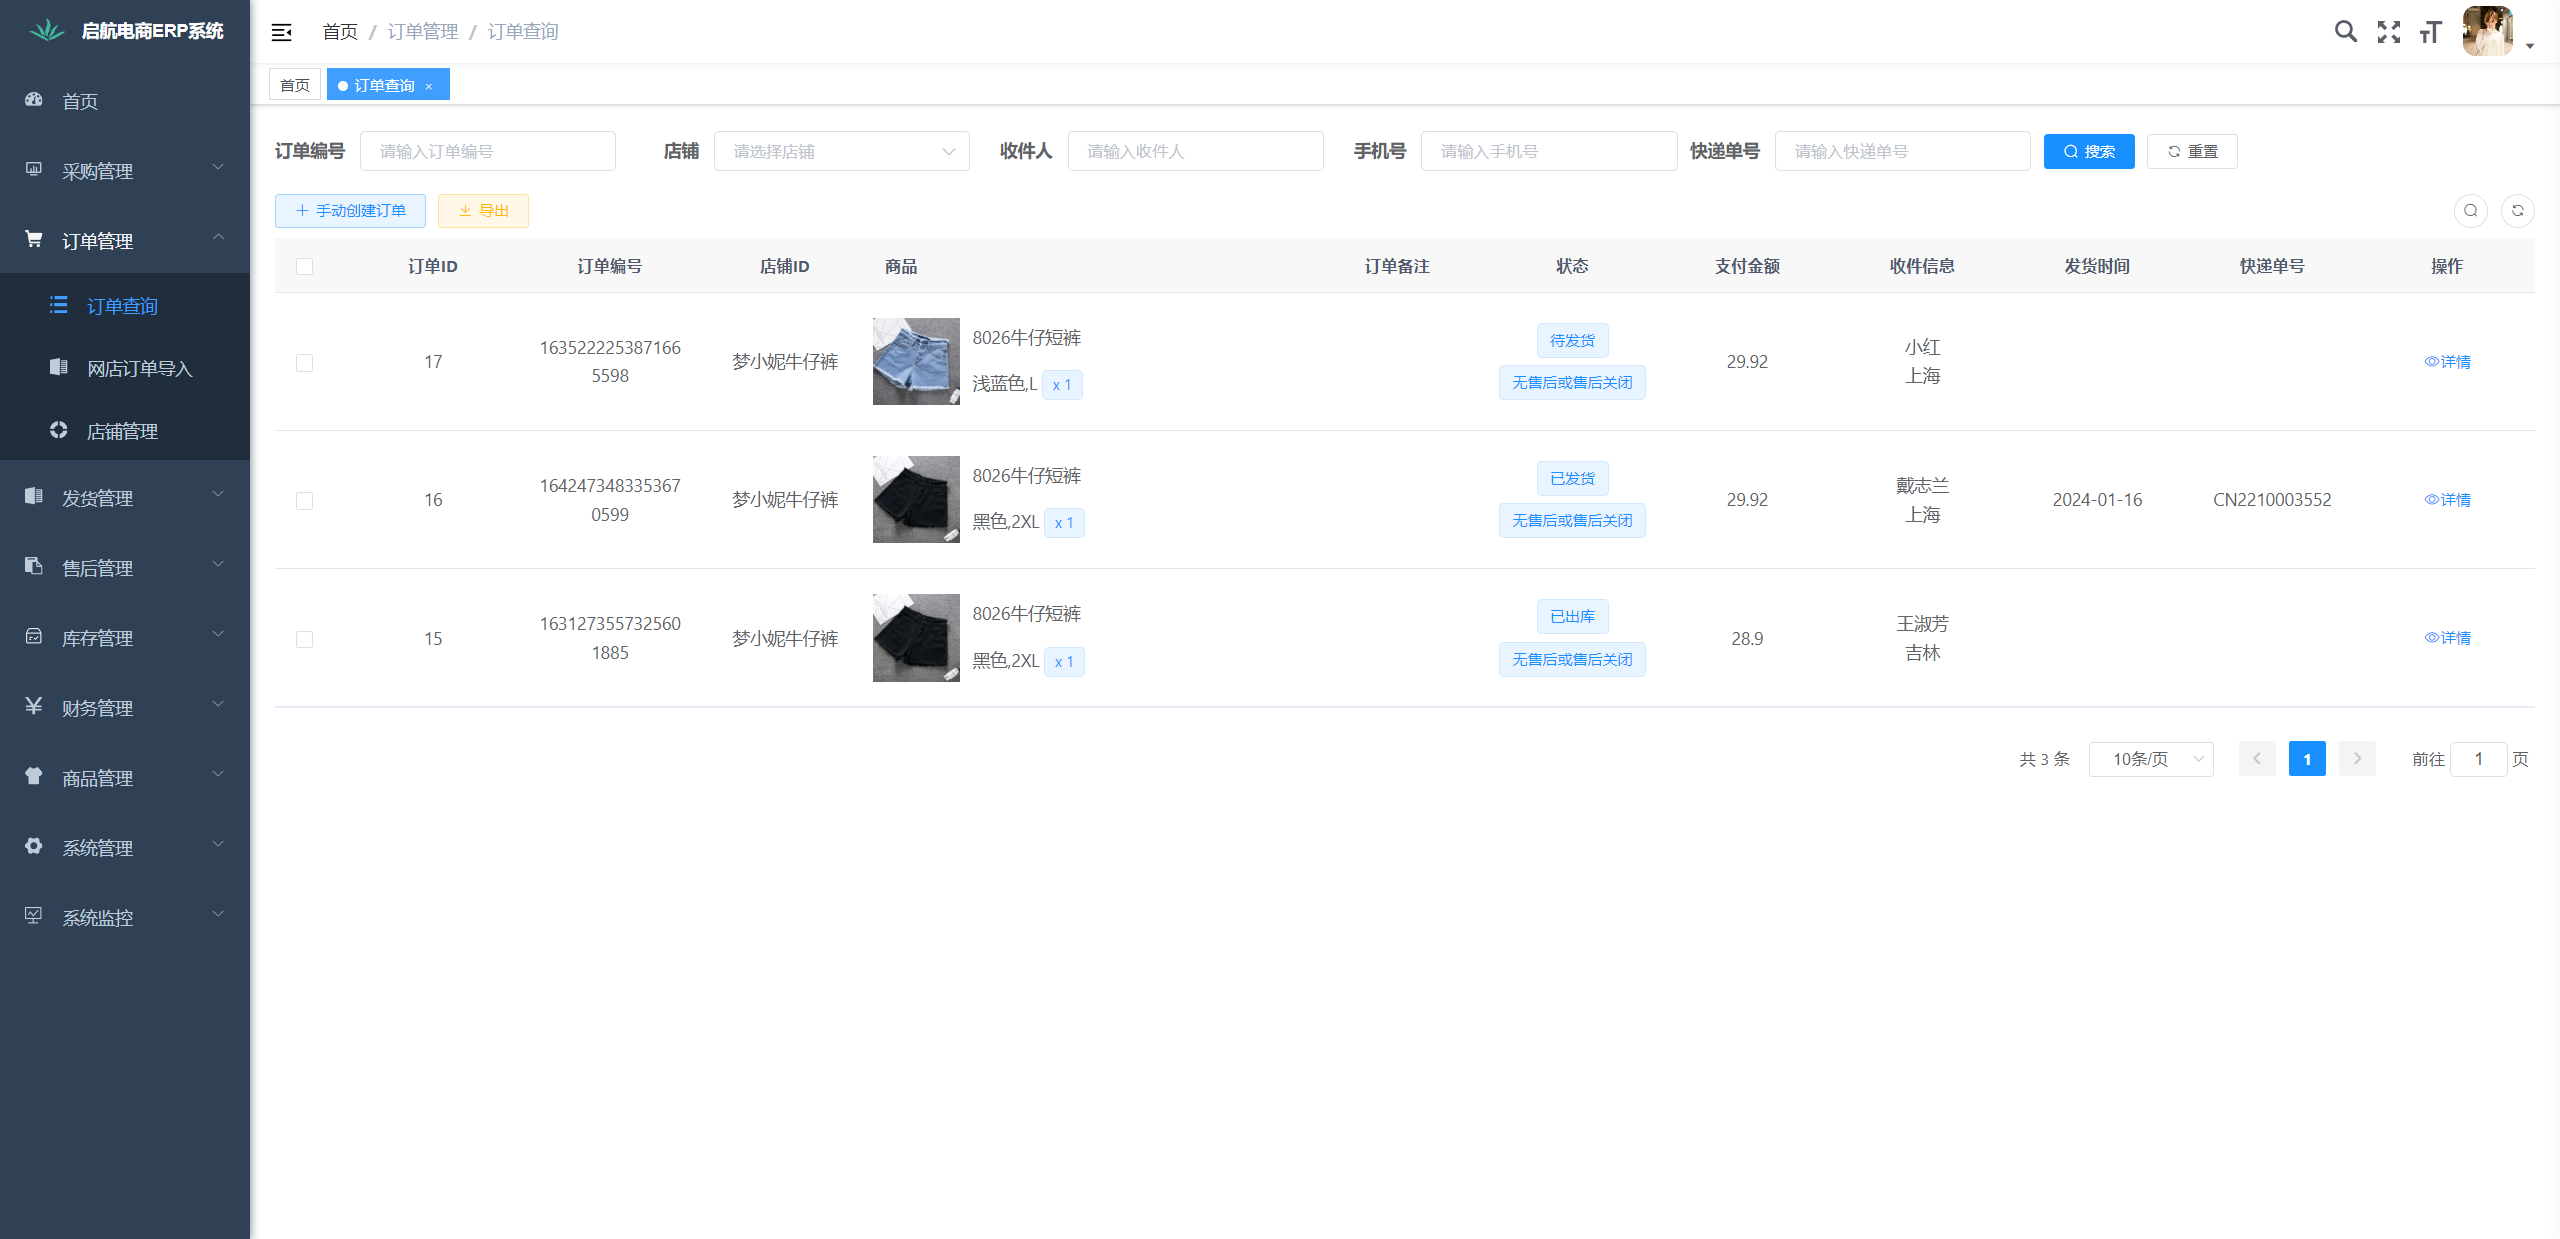 启航电商ERP系统
首页
采购管理
订单管理
订单查询
网店订单导入
店铺管理
发货管理
售后管理
库存管理
财务管理
商品管理
系统管理
系统监控
首页 / 订单管理 / 订单查询
首页
订单查询 ×
订单编号 请输入订单编号 店铺 请选择店铺 收件人 请输入收件人 手机号 请输入手机号 快递单号 请输入快递单号 搜索 重置
手动创建订单 导出
订单ID 订单编号 店铺ID 商品 订单备注 状态 支付金额 收件信息 发货时间 快递单号 操作
17
163522225387166
5598
梦小妮牛仔裤
8026牛仔短裤
浅蓝色,L x 1
待发货
无售后或售后关闭
29.92
小红
上海
详情
16
164247348335367
0599
梦小妮牛仔裤
8026牛仔短裤
黑色,2XL x 1
已发货
无售后或售后关闭
29.92
戴志兰
上海
2024-01-16
CN2210003552
详情
15
163127355732560
1885
梦小妮牛仔裤
8026牛仔短裤
黑色,2XL x 1
已出库
无售后或售后关闭
28.9
王淑芳
吉林
详情
共 3 条 10条/页 1 前往 1 页